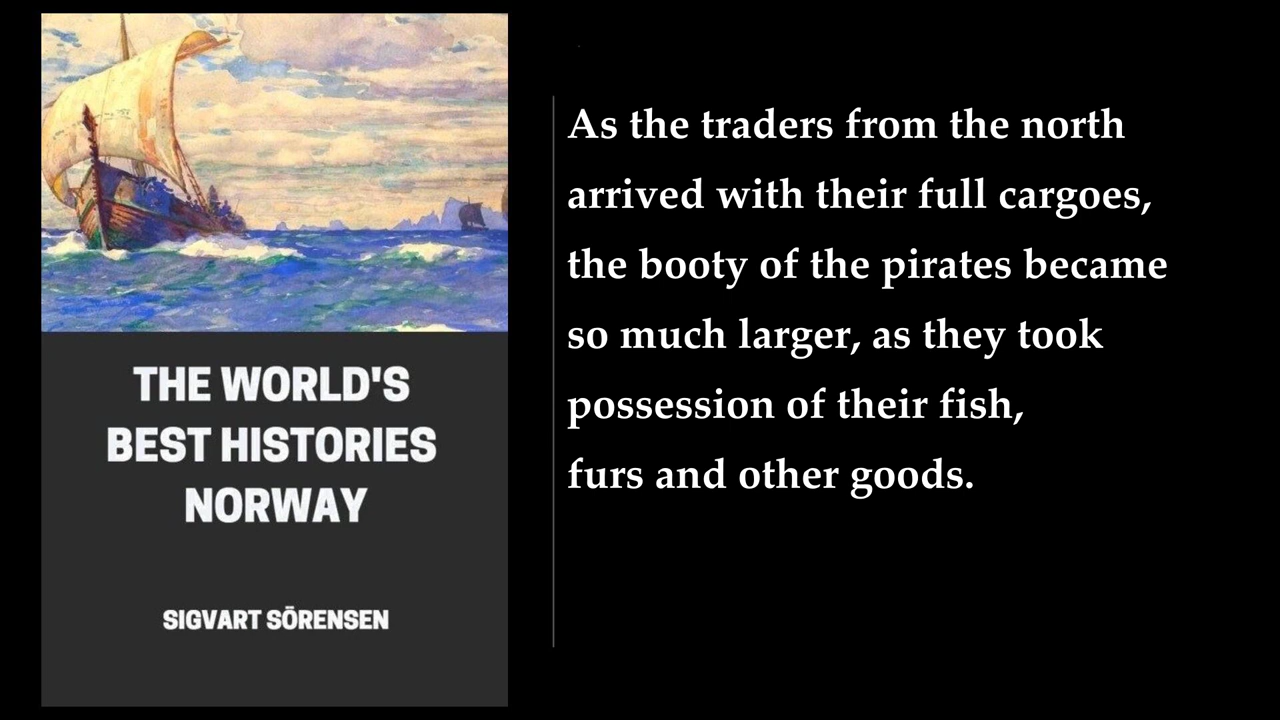 THE WORLD'S
BEST HISTORIES
NORWAY
SIGVART SÖRENSEN
As the traders from the north
arrived with their full cargoes,
the booty of the pirates became
so much larger, as they took
possession of their fish,
furs and other goods.